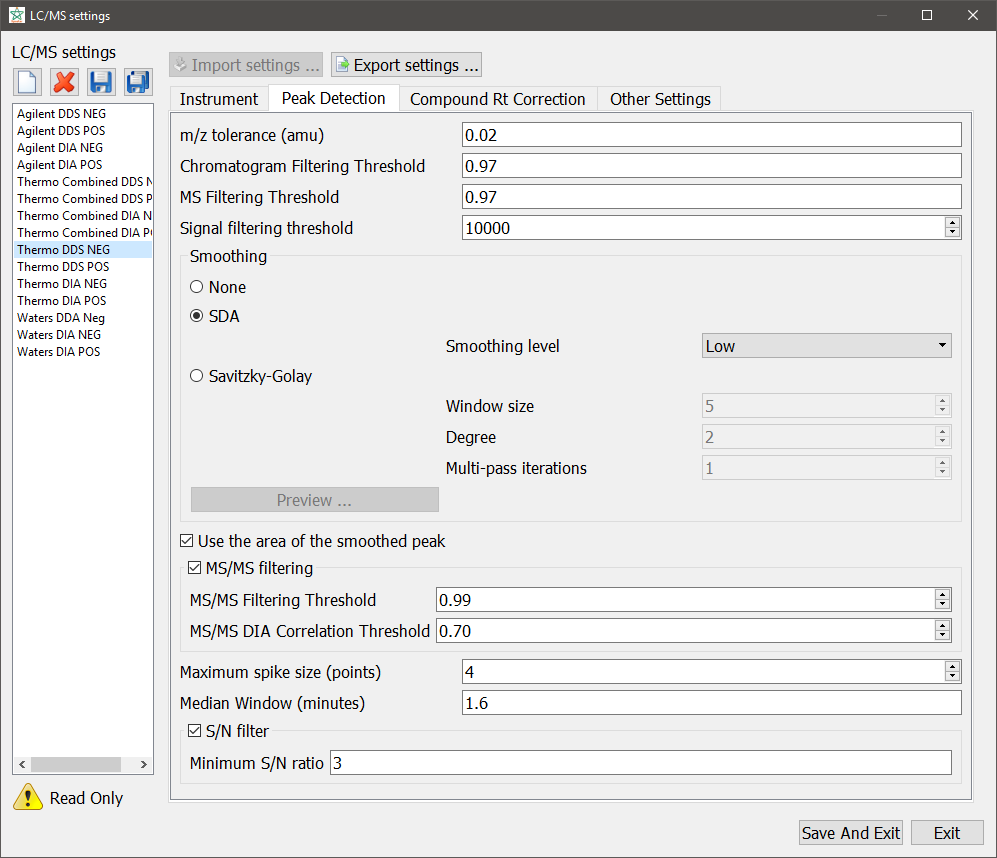 LC/MS settings
LC/MS settings
Import settings ...
Export settings ...
Instrument
Peak Detection
Compound Rt Correction
Other Settings
Agilent DDS NEG
Agilent DDS POS
Agilent DIA NEG
Agilent DIA POS
Thermo Combined DDS N
Thermo Combined DDS P
Thermo Combined DIA N
Thermo Combined DIA P
Thermo DDS NEG
Thermo DDS POS
Thermo DIA NEG
Thermo DIA POS
Waters DDA Neg
Waters DIA NEG
Waters DIA POS
Read Only
m/z tolerance (amu) 0.02
Chromatogram Filtering Threshold 0.97
MS Filtering Threshold 0.97
Signal filtering threshold 10000
Smoothing
None
SDA
Smoothing level Low
Savitzky-Golay
Window size 5
Degree 2
Multi-pass iterations 1
Preview ...
Use the area of the smoothed peak
MS/MS filtering
MS/MS Filtering Threshold 0.99
MS/MS DIA Correlation Threshold 0.70
Maximum spike size (points) 4
Median Window (minutes) 1.6
S/N filter
Minimum S/N ratio 3
Save And Exit
Exit